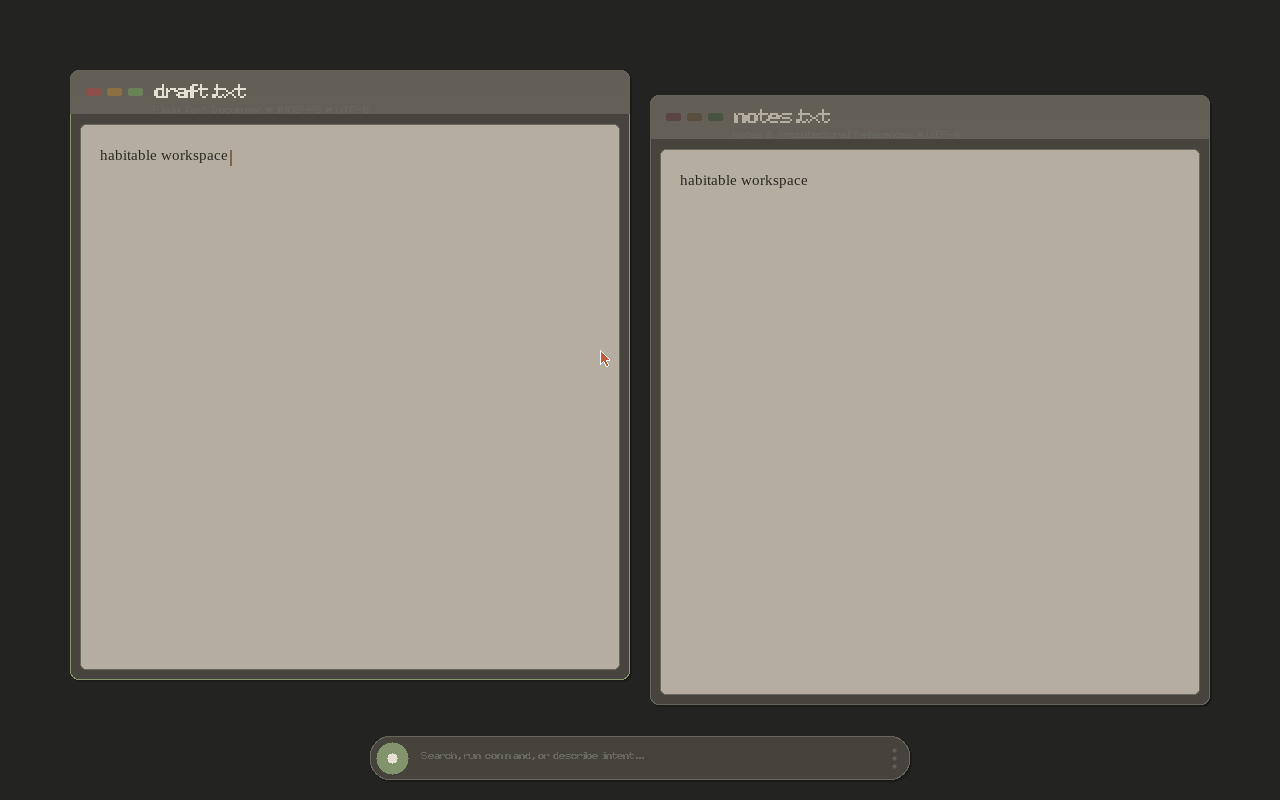 draft.txt
habitable workspace
notes.txt
habitable workspace
Search, run command, or describe intent...